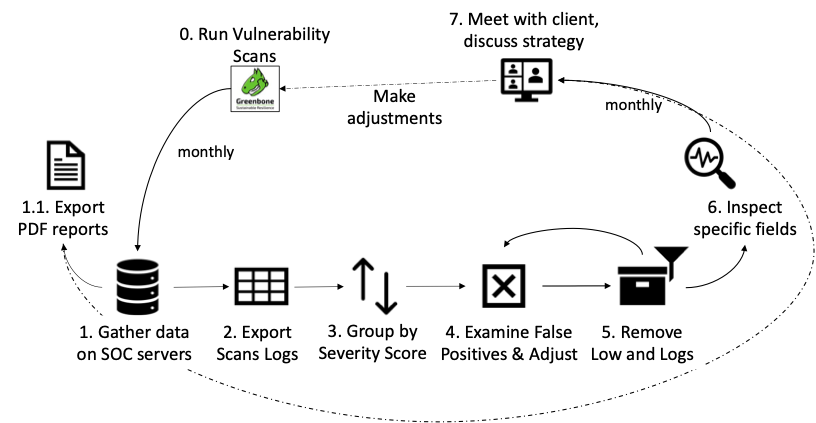 0. Run Vulnerability
Scans
Greenbone
Sustainable Resilience
7. Meet with client,
discuss strategy
Make
adjustments
monthly
monthly
1.1. Export
PDF reports
6. Inspect
specific fields
1. Gather data
on SOC servers
2. Export
Scans Logs
3. Group by
Severity Score
4. Examine False
Positives & Adjust
5. Remove
Low and Logs